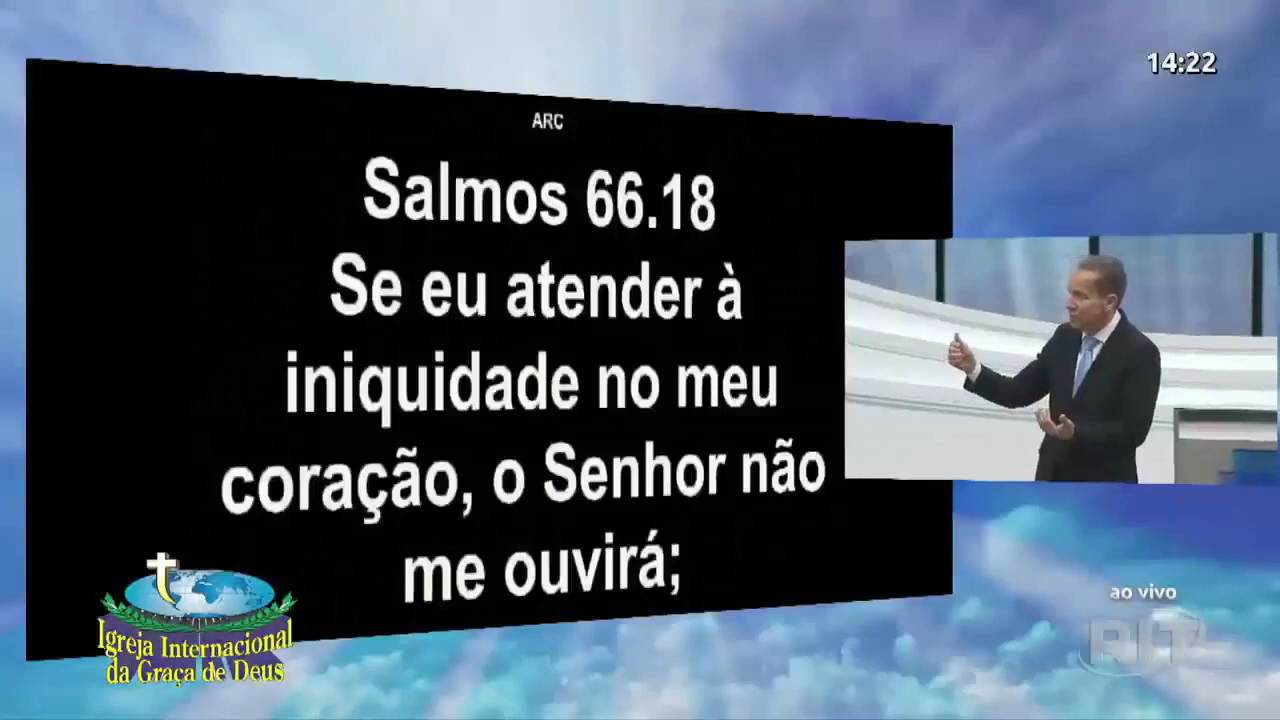 14:22
ARC
Salmos 66.18
Se eu atender à
iniquidade no meu
coração, o Senhor não
me ouvirá;
Igreja Internacional
da Graça de Deus
ao vivo
RIT